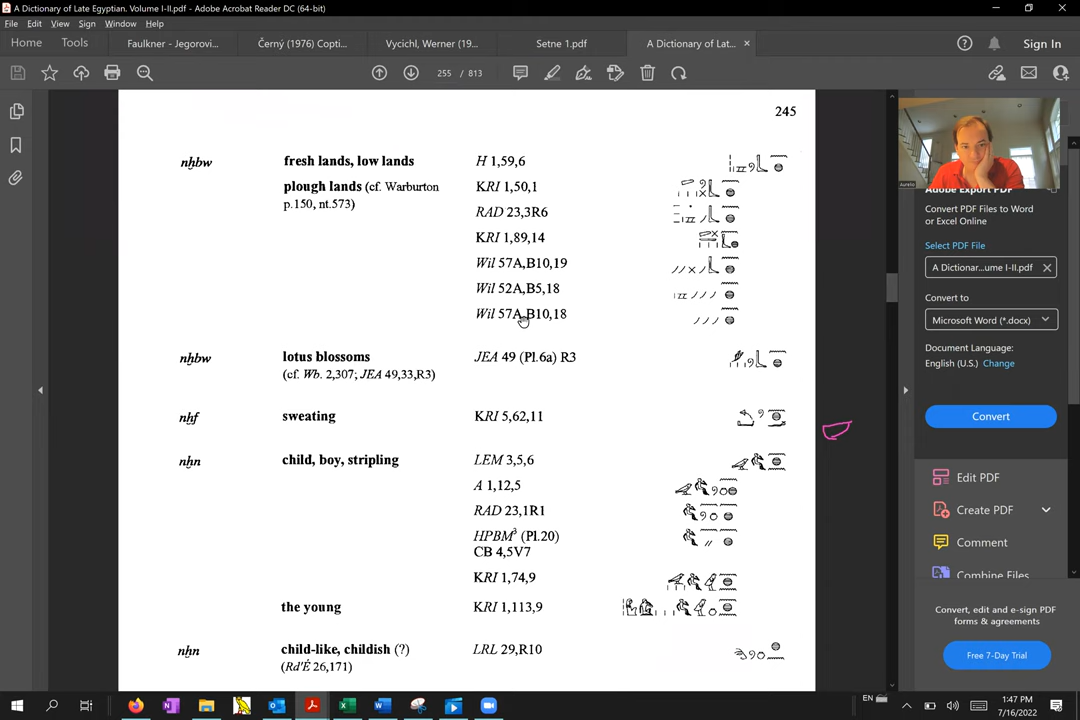 A Dictionary of Late Egyptian. Volume I-II.pdf - Adobe Acrobat Reader DC (64-bit)
File Edit View Sign Window Help
Home Tools Faulkner - Jegorovi... Černý (1976) Copti... Vycichl, Werner (19... Setne 1.pdf A Dictionary of Lat... Sign In
255 / 813
245
nḫbw fresh lands, low lands H 1,59,6
plough lands (cf. Warburton KRI 1,50,1
p.150, nt.573)
RAD 23,3R6
KRI 1,89,14
Wil 57A,B10,19
Wil 52A,B5,18
Wil 57A,B10,18
nḫbw lotus blossoms JEA 49 (Pl.6a) R3
(cf. Wb. 2,307; JEA 49,33,R3)
nḫf sweating KRI 5,62,11
nḫn child, boy, stripling LEM 3,5,6
A 1,12,5
RAD 23,1R1
HPBM³ (Pl.20)
CB 4,5V7
KRI 1,74,9
the young KRI 1,113,9
nḫn child-like, childish (?) LRL 29,R10
(Rd'É 26,171)
Aurelio
Adobe Export PDF
Convert PDF Files to Word
or Excel Online
Select PDF File
A Dictionar...ume I-II.pdf
Convert to
Microsoft Word (*.docx)
Document Language:
English (U.S.) Change
Convert
Edit PDF
Create PDF
Comment
Combine Files
Convert, edit and e-sign PDF
forms & agreements
Free 7-Day Trial
EN
1:47 PM
7/16/2022